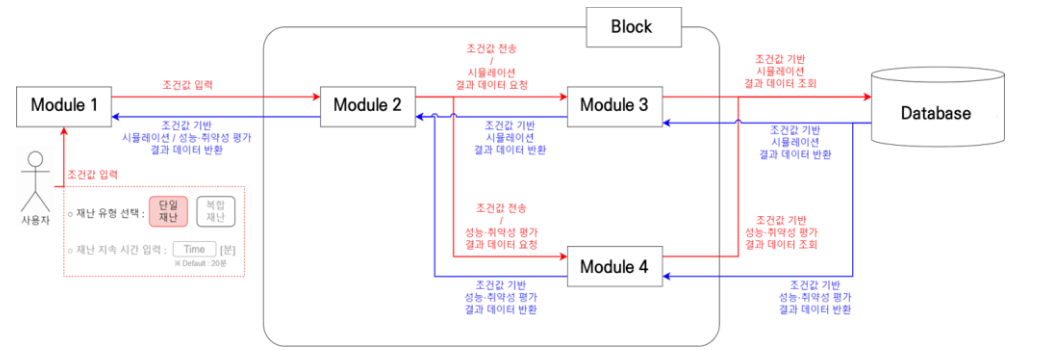 Block
조건값 전송
/
시뮬레이션
결과 데이터 요청
조건값 기반
시뮬레이션
결과 데이터 조회
조건값 입력
Module 1
Module 2
Module 3
Database
조건값 기반
시뮬레이션 / 성능·취약성 평가
결과 데이터 반환
조건값 기반
시뮬레이션
결과 데이터 반환
조건값 기반
시뮬레이션
결과 데이터 반환
조건값 입력
사용자
○ 재난 유형 선택 :
단일
재난
복합
재난
○ 재난 지속 시간 입력 : Time [분]
※ Default : 20분
조건값 전송
/
성능·취약성 평가
결과 데이터 요청
조건값 기반
성능·취약성 평가
결과 데이터 조회
Module 4
조건값 기반
성능·취약성 평가
결과 데이터 반환
조건값 기반
성능·취약성 평가
결과 데이터 반환